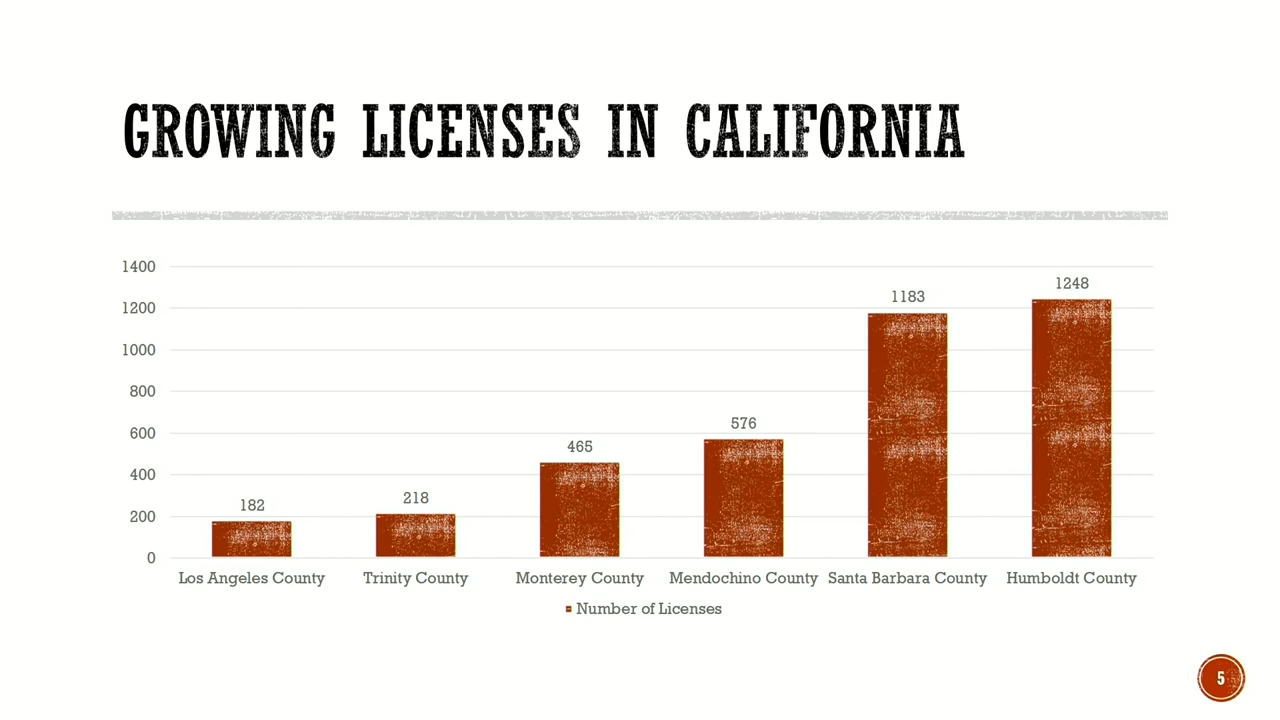 GROWING LICENSES IN CALIFORNIA
1400
1200
1000
800
600
400
200
0
182
218
465
576
1183
1248
Los Angeles County
Trinity County
Monterey County
Mendochino County
Santa Barbara County
Humboldt County
Number of Licenses
5